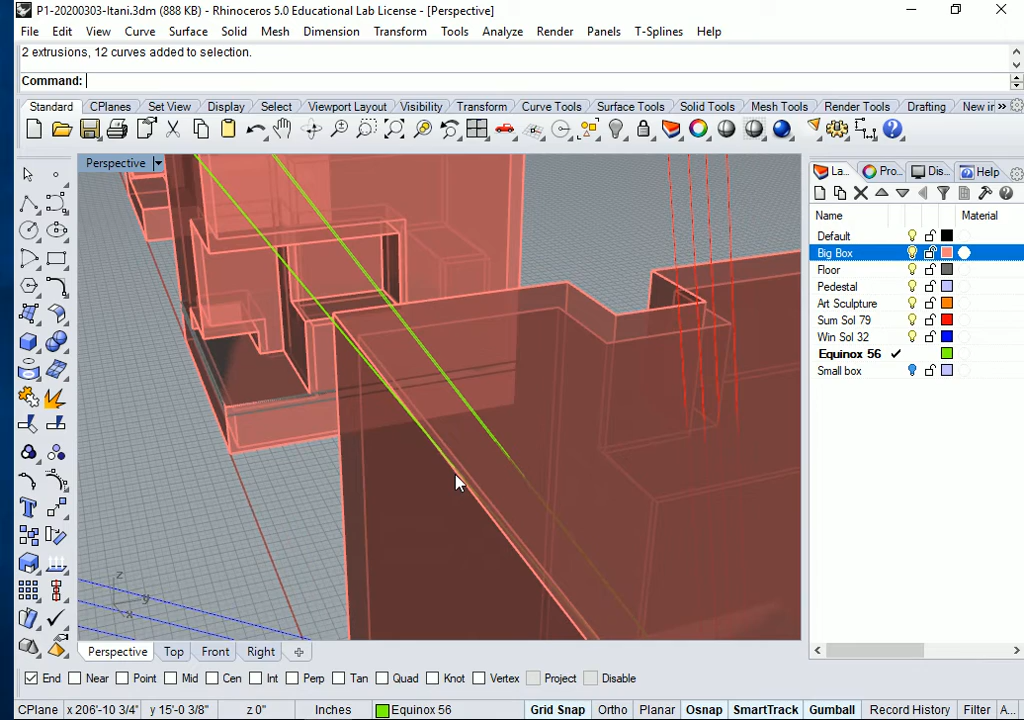 P1-20200303-Itani.3dm (888 KB) - Rhinoceros 5.0 Educational Lab License - [Perspective]
File Edit View Curve Surface Solid Mesh Dimension Transform Tools Analyze Render Panels T-Splines Help
2 extrusions, 12 curves added to selection.
Command:
Standard CPlanes Set View Display Select Viewport Layout Visibility Transform Curve Tools Surface Tools Solid Tools Mesh Tools Render Tools Drafting New in »
Perspective
La... Pro... Dis... Help
Name Material
Default
Big Box
Floor
Pedestal
Art Sculpture
Sum Sol 79
Win Sol 32
Equinox 56
Small box
z
y
x
Perspective Top Front Right
End Near Point Mid Cen Int Perp Tan Quad Knot Vertex Project Disable
CPlane x 206'-10 3/4" y 15'-0 3/8" z 0" Inches Equinox 56 Grid Snap Ortho Planar Osnap SmartTrack Gumball Record History Filter A...